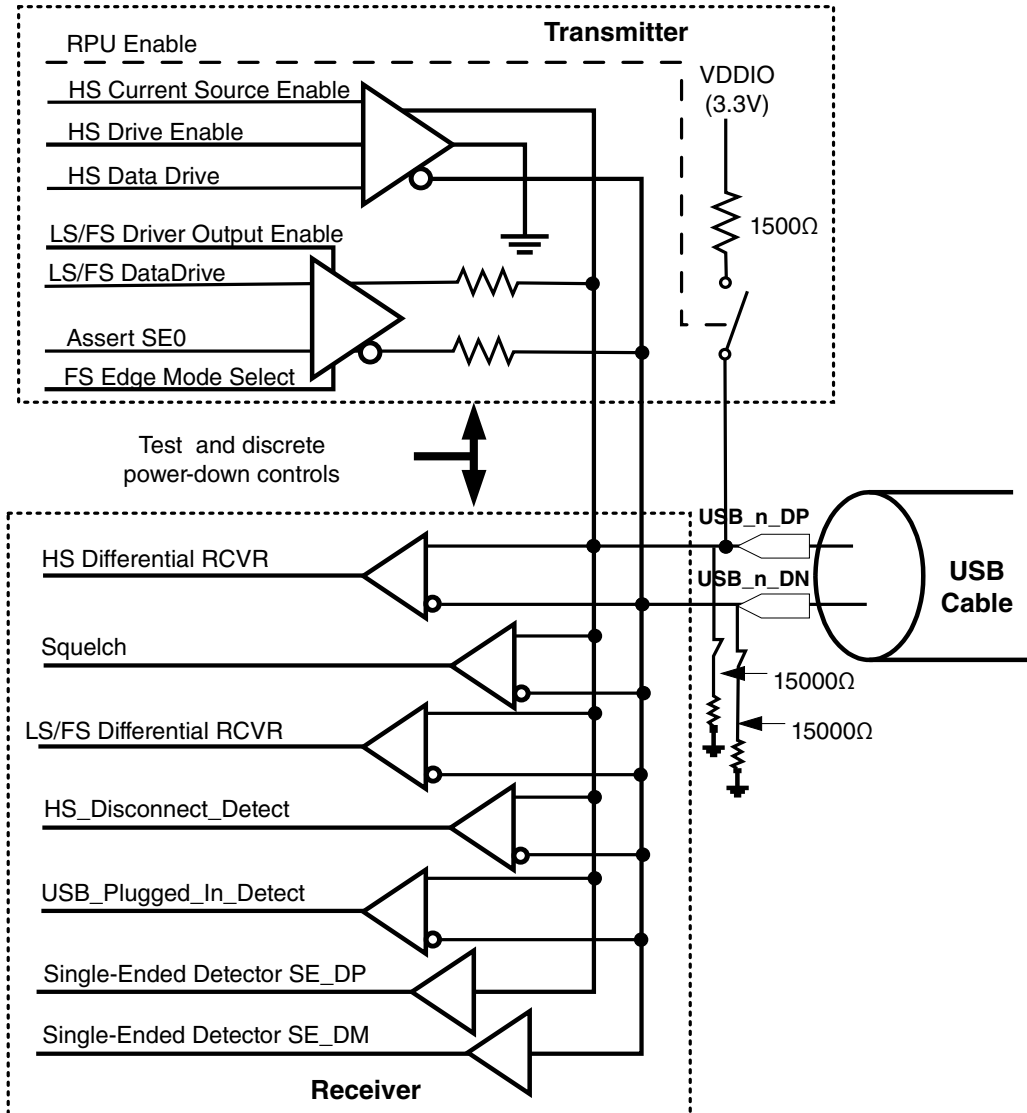 Transmitter
RPU Enable
VDDIO
(3.3V)
HS Current Source Enable
HS Drive Enable
HS Data Drive
1500Ω
LS/FS Driver Output Enable
LS/FS DataDrive
Assert SE0
FS Edge Mode Select
Test and discrete
power-down controls
USB_n_DP
HS Differential RCVR
USB_n_DN
USB
Cable
Squelch
15000Ω
LS/FS Differential RCVR
15000Ω
HS_Disconnect_Detect
USB_Plugged_In_Detect
Single-Ended Detector SE_DP
Single-Ended Detector SE_DM
Receiver